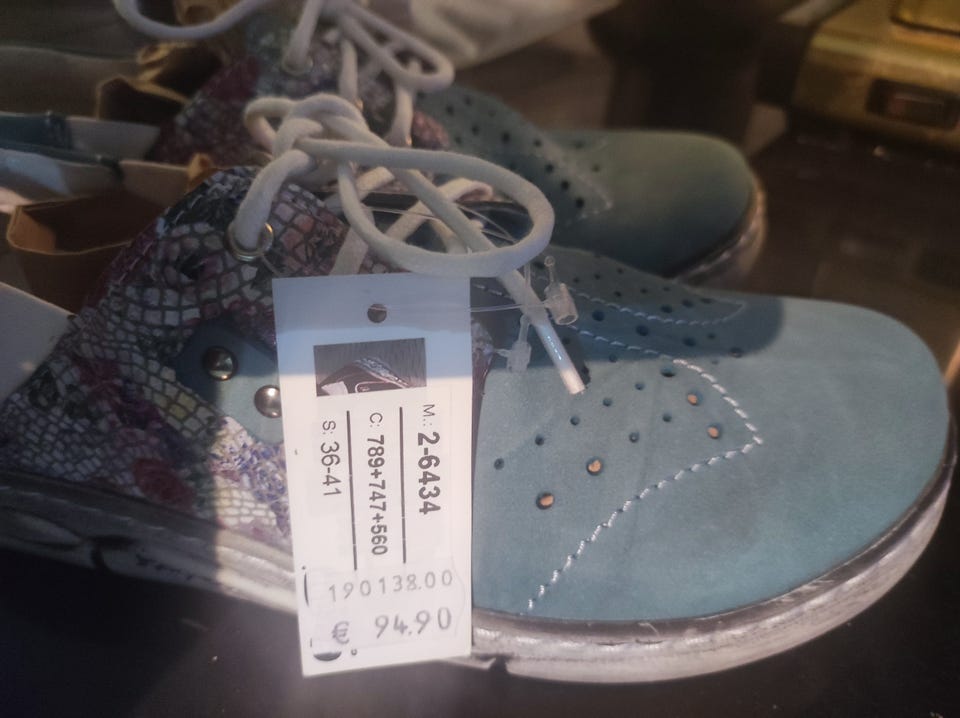 M.: 2-6434
C: 789+747+560
S: 36-41
190138.00
€ 94.90